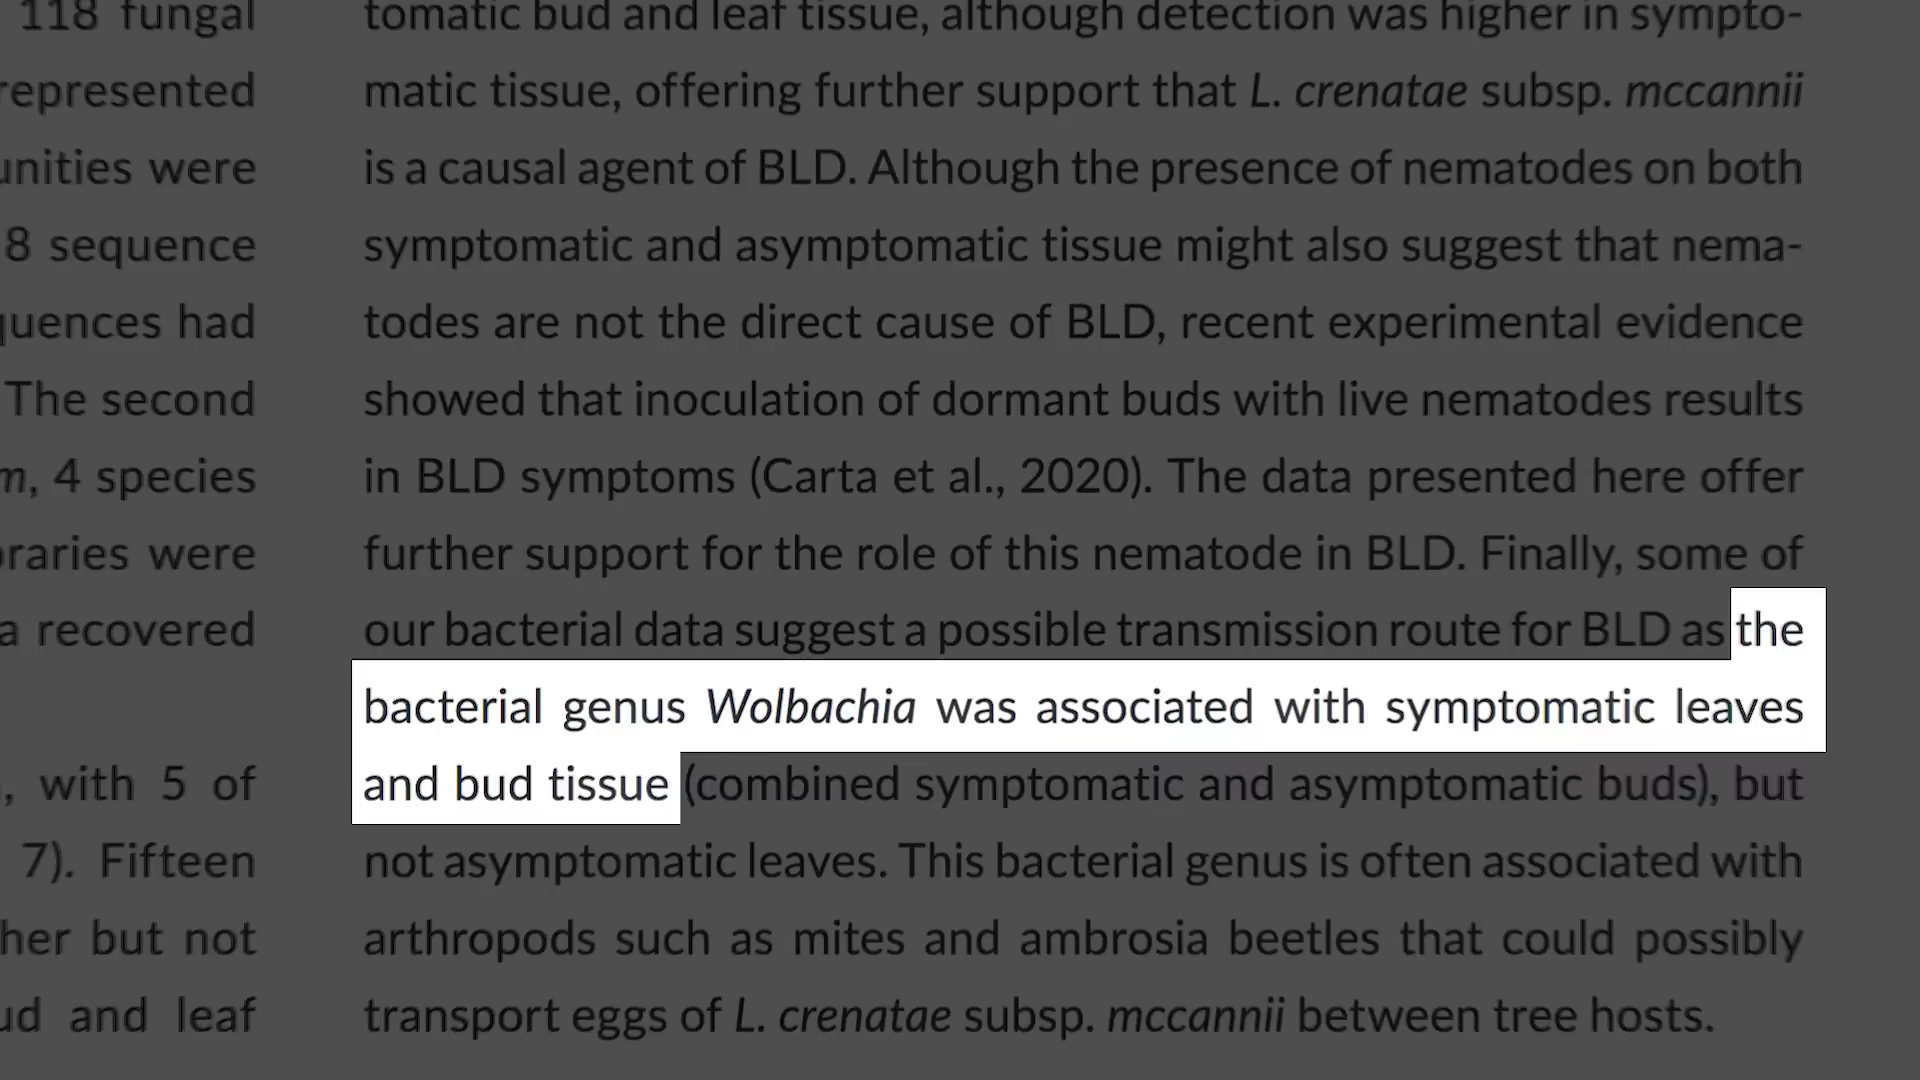 118 fungal
represented
unities were
8 sequence
quences had
The second
m, 4 species
braries were
a recovered
, with 5 of
7). Fifteen
her but not
ud and leaf
tomatic bud and leaf tissue, although detection was higher in sympto-
matic tissue, offering further support that L. crenatae subsp. mccannii
is a causal agent of BLD. Although the presence of nematodes on both
symptomatic and asymptomatic tissue might also suggest that nema-
todes are not the direct cause of BLD, recent experimental evidence
showed that inoculation of dormant buds with live nematodes results
in BLD symptoms (Carta et al., 2020). The data presented here offer
further support for the role of this nematode in BLD. Finally, some of
our bacterial data suggest a possible transmission route for BLD as the
bacterial genus Wolbachia was associated with symptomatic leaves
and bud tissue (combined symptomatic and asymptomatic buds), but
not asymptomatic leaves. This bacterial genus is often associated with
arthropods such as mites and ambrosia beetles that could possibly
transport eggs of L. crenatae subsp. mccannii between tree hosts.